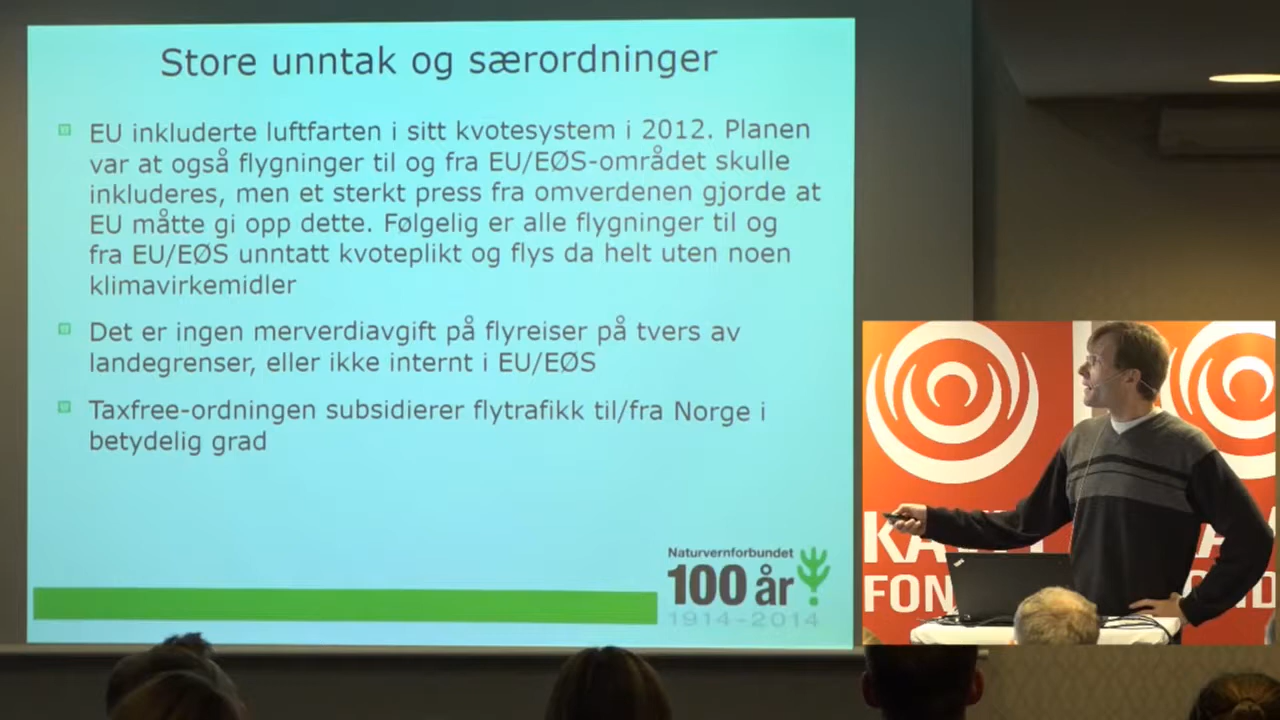 Store unntak og særordninger
EU inkluderte luftfarten i sitt kvotesystem i 2012. Planen
var at også flygninger til og fra EU/EØS-området skulle
inkluderes, men et sterkt press fra omverdenen gjorde at
EU måtte gi opp dette. Følgelig er alle flygninger til og
fra EU/EØS unntatt kvoteplikt og flys da helt uten noen
klimavirkemidler
Det er ingen merverdiavgift på flyreiser på tvers av
landegrenser, eller ikke internt i EU/EØS
Taxfree-ordningen subsidierer flytrafikk til/fra Norge i
betydelig grad
Naturvernforbundet
100 år
1914-2014